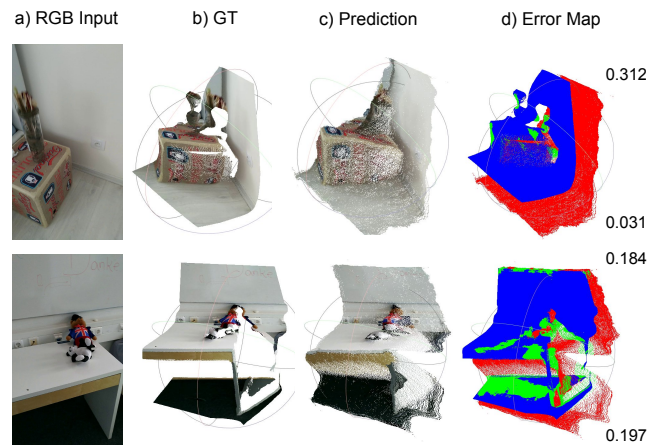 a) RGB Input
b) GT
c) Prediction
d) Error Map
0.312
0.031
0.184
0.197